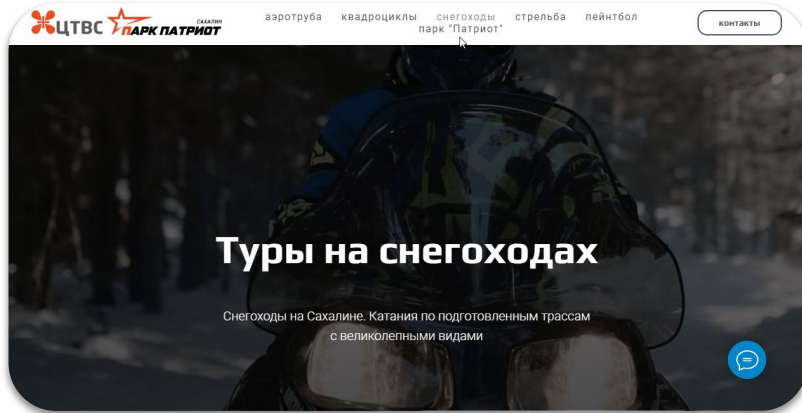 ЦТВС
САХАЛИН
ПАРК ПАТРИОТ
аэротруба квадроциклы снегоходы стрельба пейнтбол
парк "Патриот"
контакты
Туры на снегоходах
Снегоходы на Сахалине. Катания по подготовленным трассам
с великолепными видами